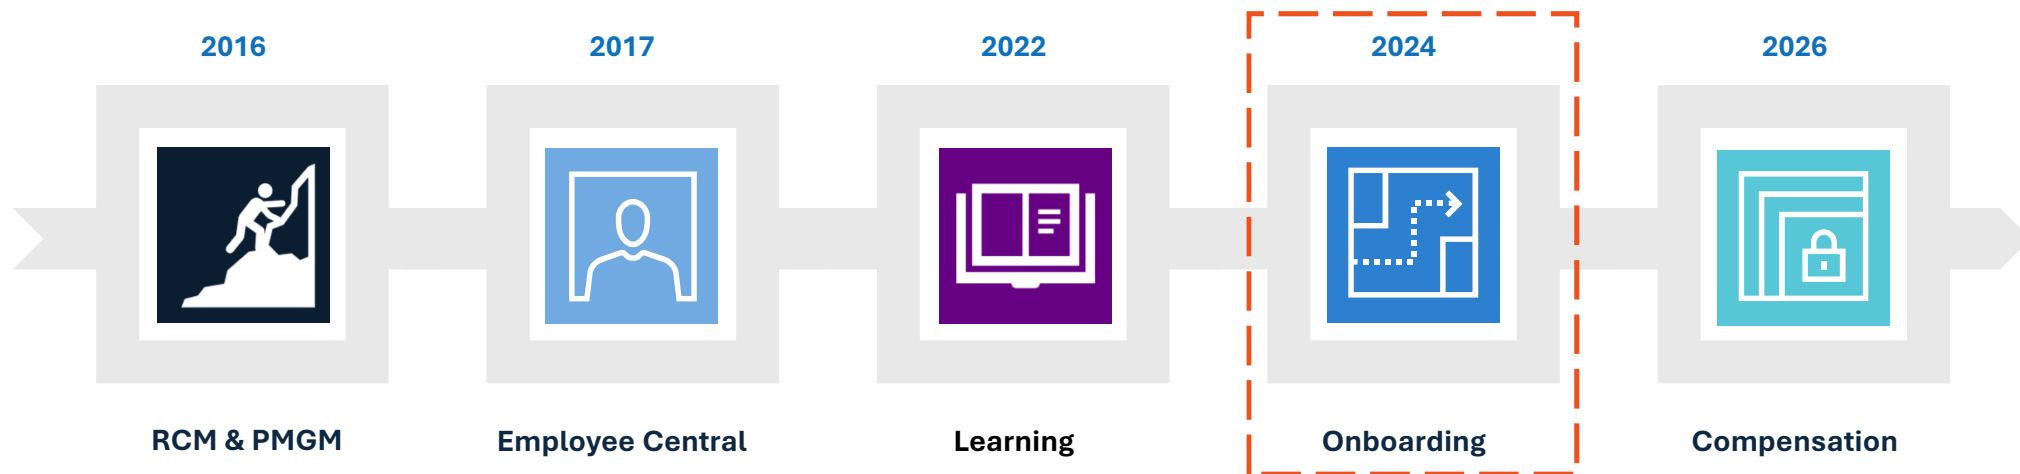 2016
2017
2022
2024
2026
RCM & PMGM
Employee Central
Learning
Onboarding
Compensation